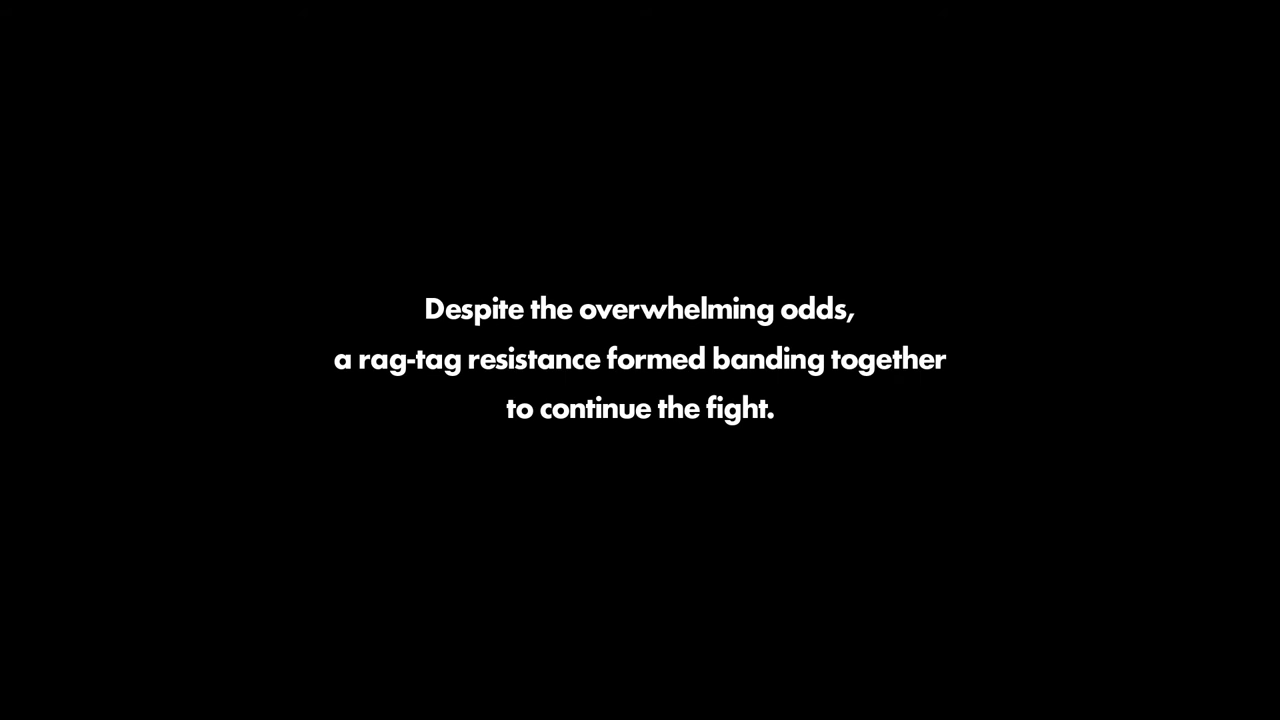 Despite the overwhelming odds,
a rag-tag resistance formed banding together
to continue the fight.